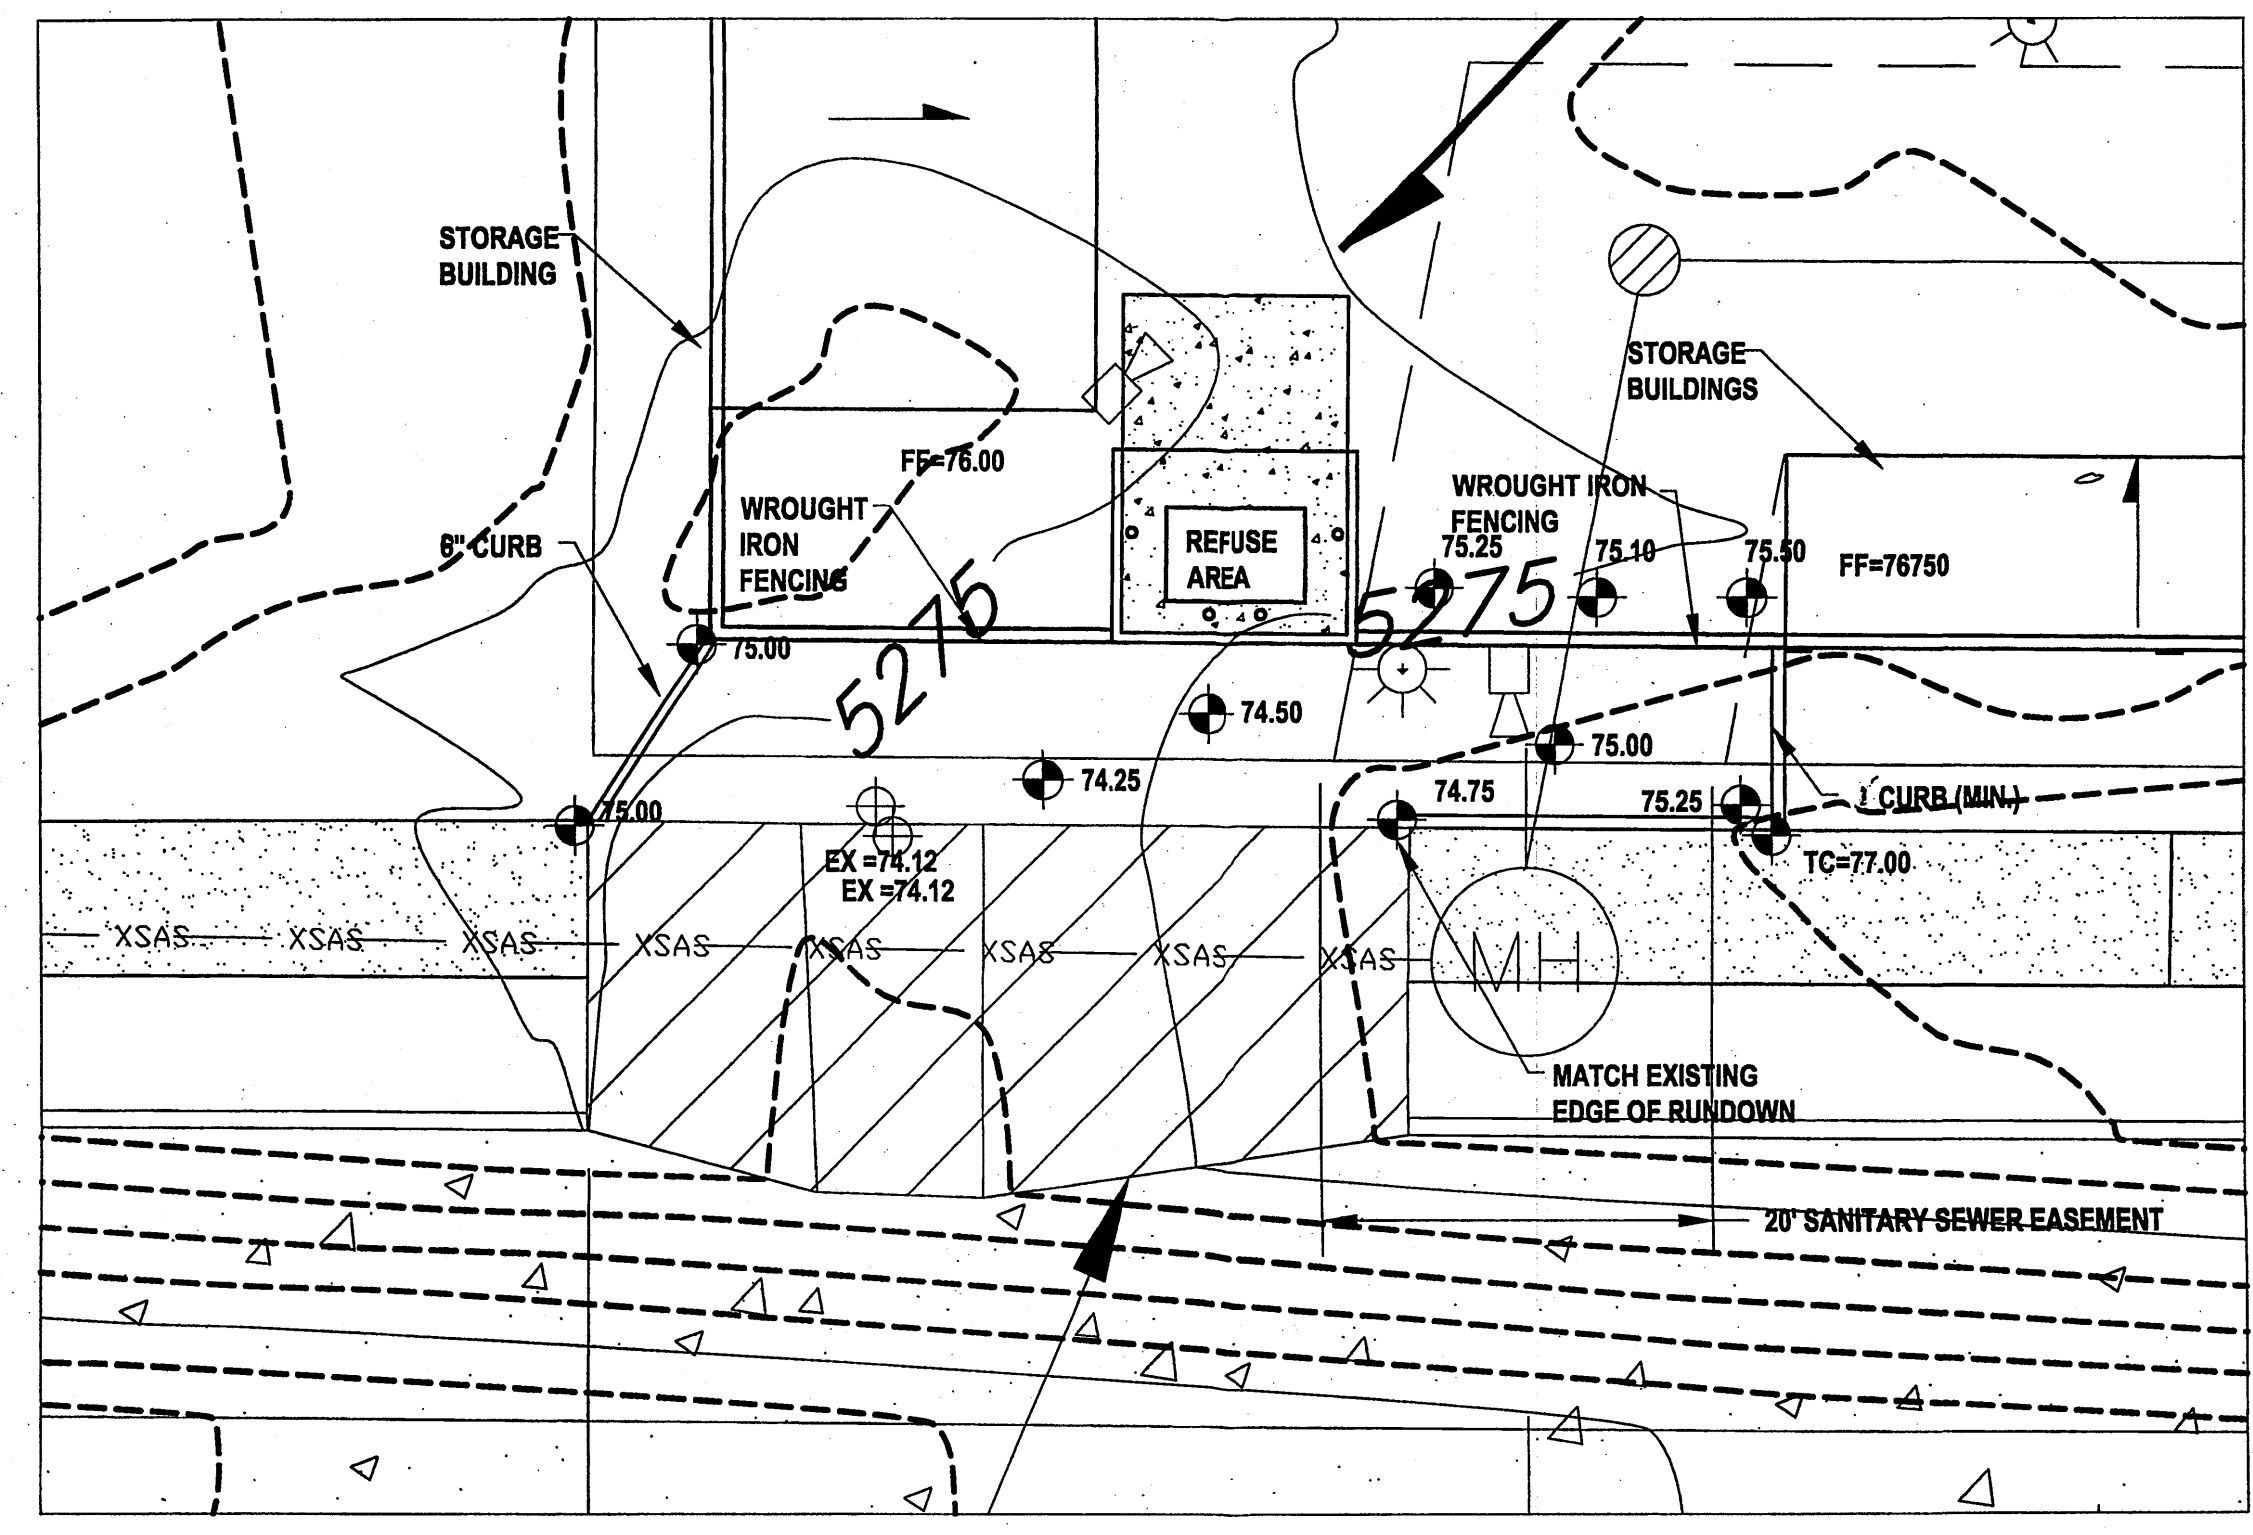 STORAGE
BUILDING
STORAGE
BUILDINGS
FF=76.00
WROUGHT
IRON
FENCING
WROUGHT IRON
FENCING
6" CURB
REFUSE
AREA
75.25
75.10
75.50
FF=76750
5275
5275
75.00
74.50
75.00
74.25
74.75
75.25
CURB (MIN.)
75.00
EX =74.12
EX =74.12
TC=77.00
XSAS XSAS XSAS XSAS XSAS XSAS XSAS XSAS
MH
MATCH EXISTING
EDGE OF RUNDOWN
20' SANITARY SEWER EASEMENT